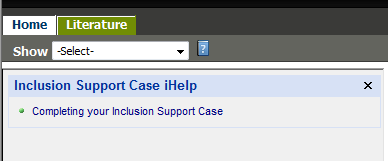 Home Literature
Show -Select- ?
Inclusion Support Case iHelp ×
Completing your Inclusion Support Case